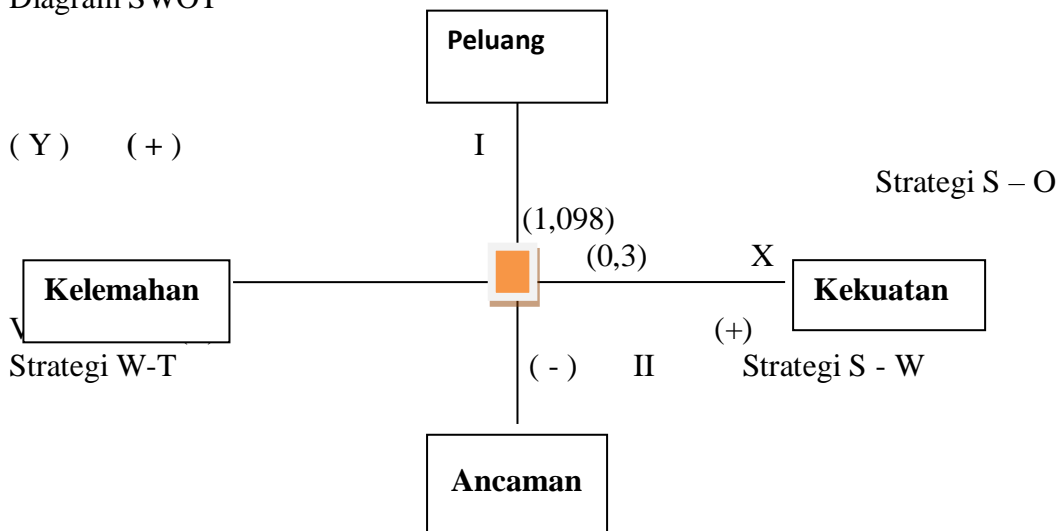 Diagram SWOT
Peluang
( Y ) ( + ) I
Strategi S – O
(1,098)
(0,3) X
Kelemahan
Kekuatan
(+)
Strategi W-T ( - ) II Strategi S - W
Ancaman